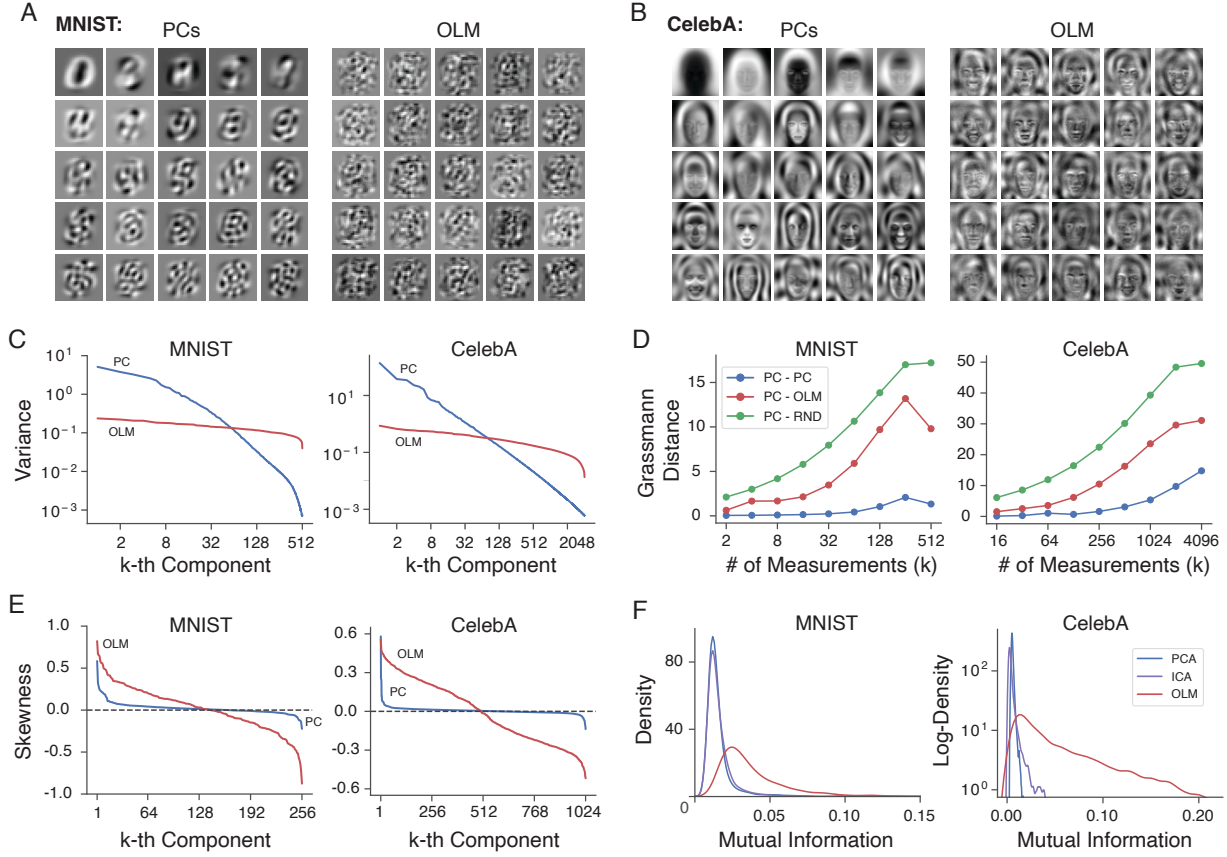 A
MNIST:
PCs
OLM
B
CelebA:
PCs
OLM
C
MNIST
CelebA
Variance
10^1
10^0
10^-1
10^-2
10^-3
PC
OLM
2 8 32 128 512
k-th Component
10^1
10^-1
10^-3
PC
OLM
2 8 32 128 512 2048
k-th Component
D
MNIST
CelebA
Grassmann
Distance
15
10
5
0
PC - PC
PC - OLM
PC - RND
2 8 32 128 512
# of Measurements (k)
50
40
30
20
10
0
16 64 256 1024 4096
# of Measurements (k)
E
MNIST
CelebA
Skewness
1.0
0.5
0.0
-0.5
-1.0
OLM
PC
1 64 128 192 256
k-th Component
0.6
0.3
0.0
-0.3
-0.6
OLM
PC
1 256 512 768 1024
k-th Component
F
MNIST
CelebA
Density
80
40
0
0.05 0.10 0.15
Mutual Information
Log-Density
10^2
10^1
10^0
PCA
ICA
OLM
0.00 0.10 0.20
Mutual Information